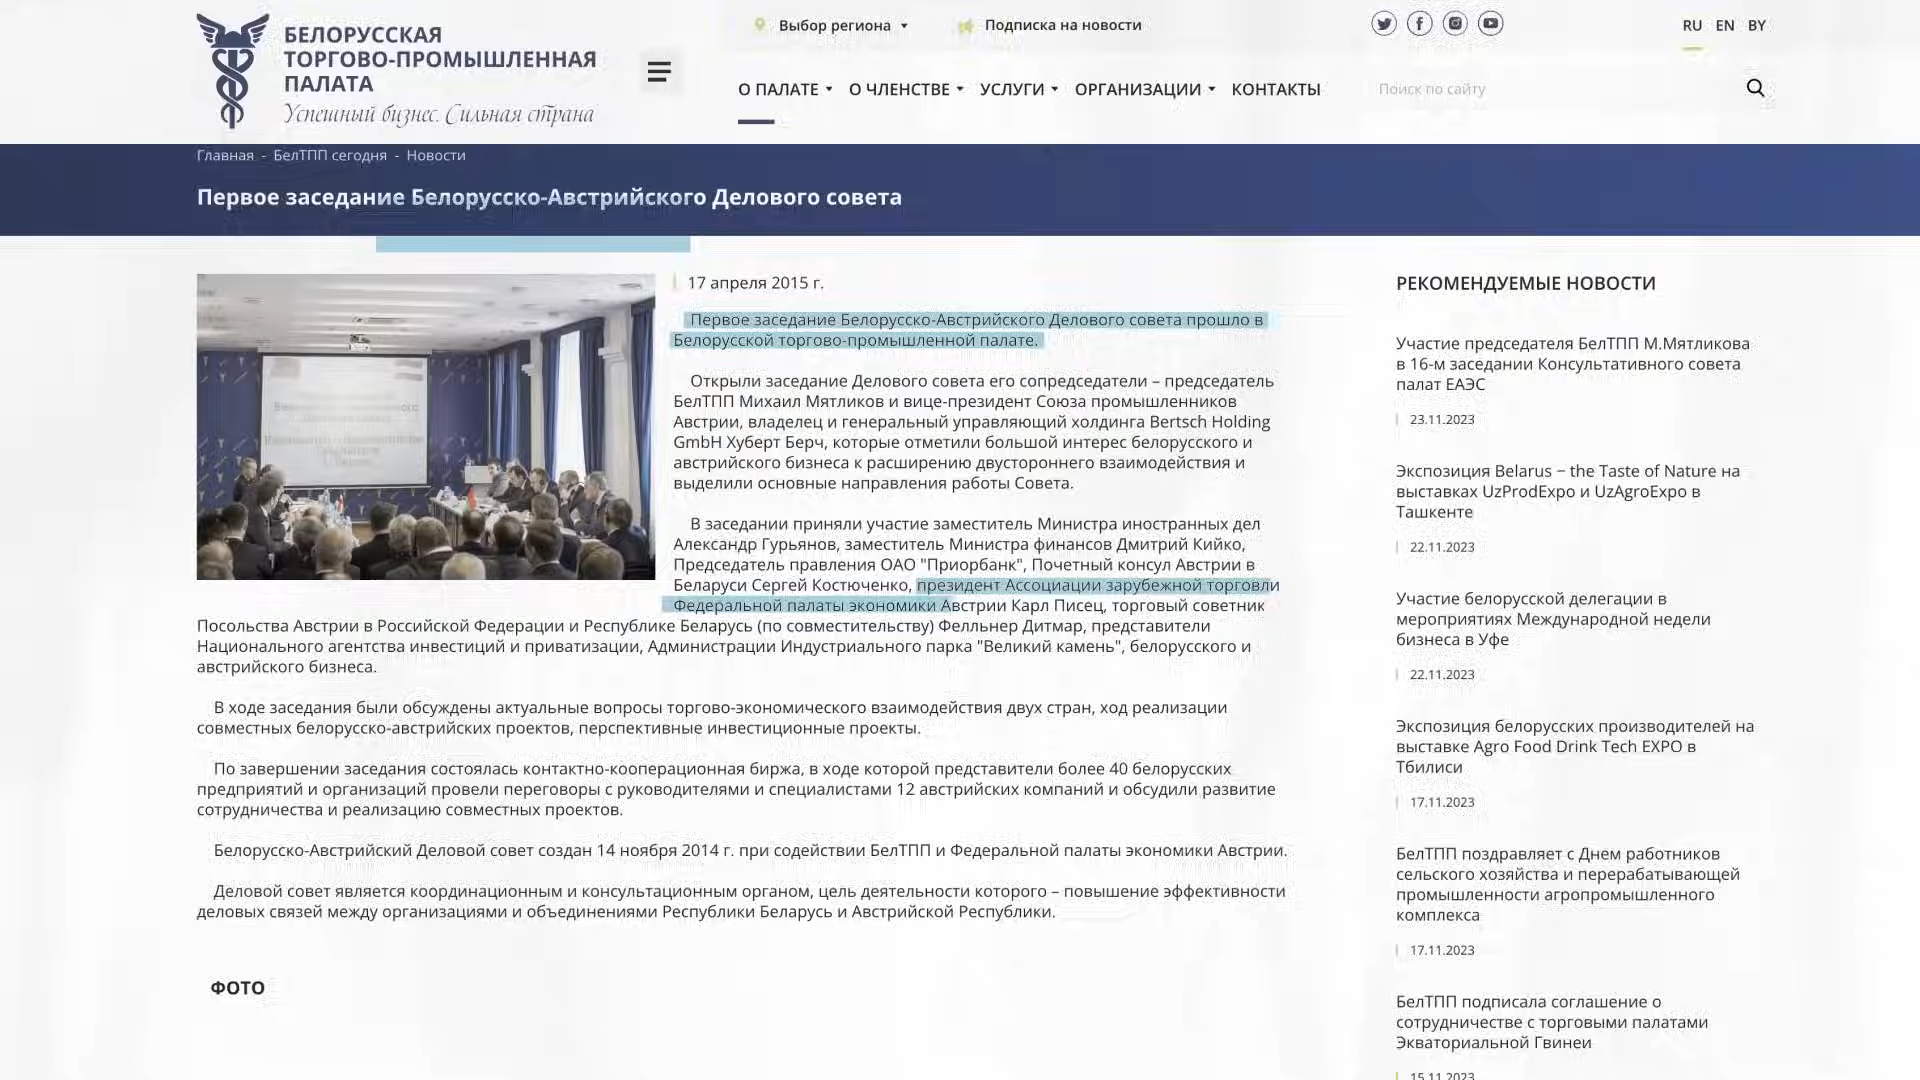 БЕЛОРУССКАЯ
ТОРГОВО-ПРОМЫШЛЕННАЯ
ПАЛАТА
Успешный бизнес. Сильная страна
Выбор региона
Подписка на новости
RU EN BY
О ПАЛАТЕ О ЧЛЕНСТВЕ УСЛУГИ ОРГАНИЗАЦИИ КОНТАКТЫ
Поиск по сайту
Главная - БелТПП сегодня - Новости
Первое заседание Белорусско-Австрийского Делового совета
17 апреля 2015 г.
Первое заседание Белорусско-Австрийского Делового совета прошло в
Белорусской торгово-промышленной палате.
Открыли заседание Делового совета его сопредседатели – председатель
БелТПП Михаил Мятликов и вице-президент Союза промышленников
Австрии, владелец и генеральный управляющий холдинга Bertsch Holding
GmbH Хуберт Берч, которые отметили большой интерес белорусского и
австрийского бизнеса к расширению двустороннего взаимодействия и
выделили основные направления работы Совета.
В заседании приняли участие заместитель Министра иностранных дел
Александр Гурьянов, заместитель Министра финансов Дмитрий Кийко,
Председатель правления ОАО "Приорбанк", Почетный консул Австрии в
Беларуси Сергей Костюченко, президент Ассоциации зарубежной торговли
Федеральной палаты экономики Австрии Карл Писец, торговый советник
Посольства Австрии в Российской Федерации и Республике Беларусь (по совместительству) Фелльнер Дитмар, представители
Национального агентства инвестиций и приватизации, Администрации Индустриального парка "Великий камень", белорусского и
австрийского бизнеса.
В ходе заседания были обсуждены актуальные вопросы торгово-экономического взаимодействия двух стран, ход реализации
совместных белорусско-австрийских проектов, перспективные инвестиционные проекты.
По завершении заседания состоялась контактно-кооперационная биржа, в ходе которой представители более 40 белорусских
предприятий и организаций провели переговоры с руководителями и специалистами 12 австрийских компаний и обсудили развитие
сотрудничества и реализацию совместных проектов.
Белорусско-Австрийский Деловой совет создан 14 ноября 2014 г. при содействии БелТПП и Федеральной палаты экономики Австрии.
Деловой совет является координационным и консультационным органом, цель деятельности которого – повышение эффективности
деловых связей между организациями и объединениями Республики Беларусь и Австрийской Республики.
ФОТО
РЕКОМЕНДУЕМЫЕ НОВОСТИ
Участие председателя БелТПП М.Мятликова
в 16-м заседании Консультативного совета
палат ЕАЭС
23.11.2023
Экспозиция Belarus – the Taste of Nature на
выставках UzProdExpo и UzAgroExpo в
Ташкенте
22.11.2023
Участие белорусской делегации в
мероприятиях Международной недели
бизнеса в Уфе
22.11.2023
Экспозиция белорусских производителей на
выставке Agro Food Drink Tech EXPO в
Тбилиси
17.11.2023
БелТПП поздравляет с Днем работников
сельского хозяйства и перерабатывающей
промышленности агропромышленного
комплекса
17.11.2023
БелТПП подписала соглашение о
сотрудничестве с торговыми палатами
Экваториальной Гвинеи
15.11.2023